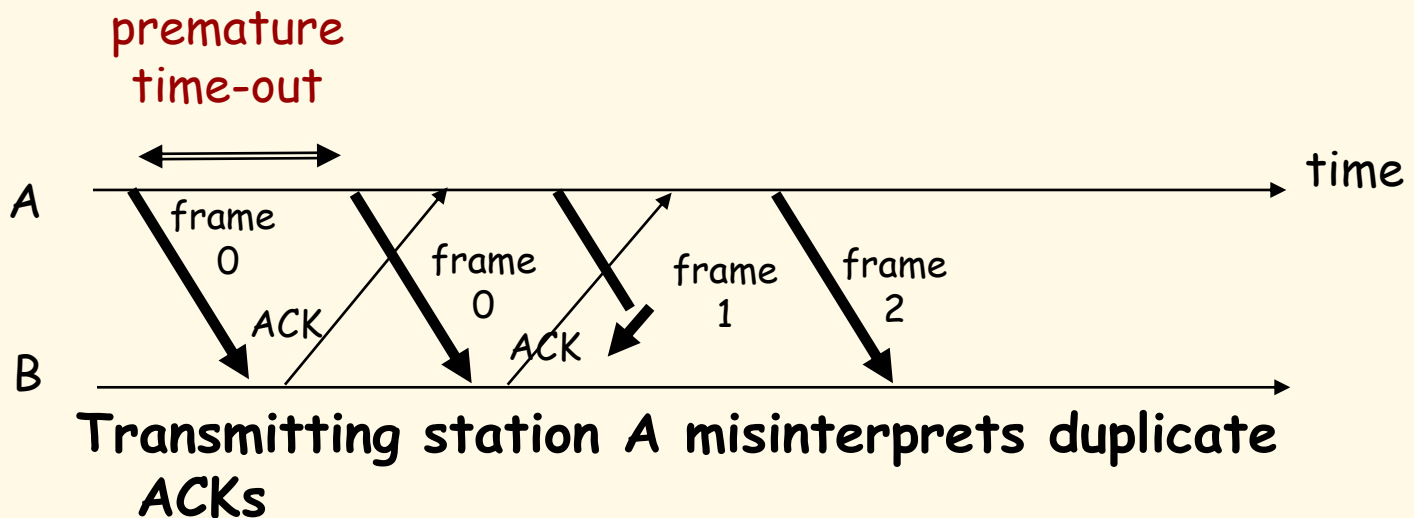 premature
time-out
time
A
frame
0
frame
0
frame
1
frame
2
ACK
ACK
B
Transmitting station A misinterprets duplicate
ACKs